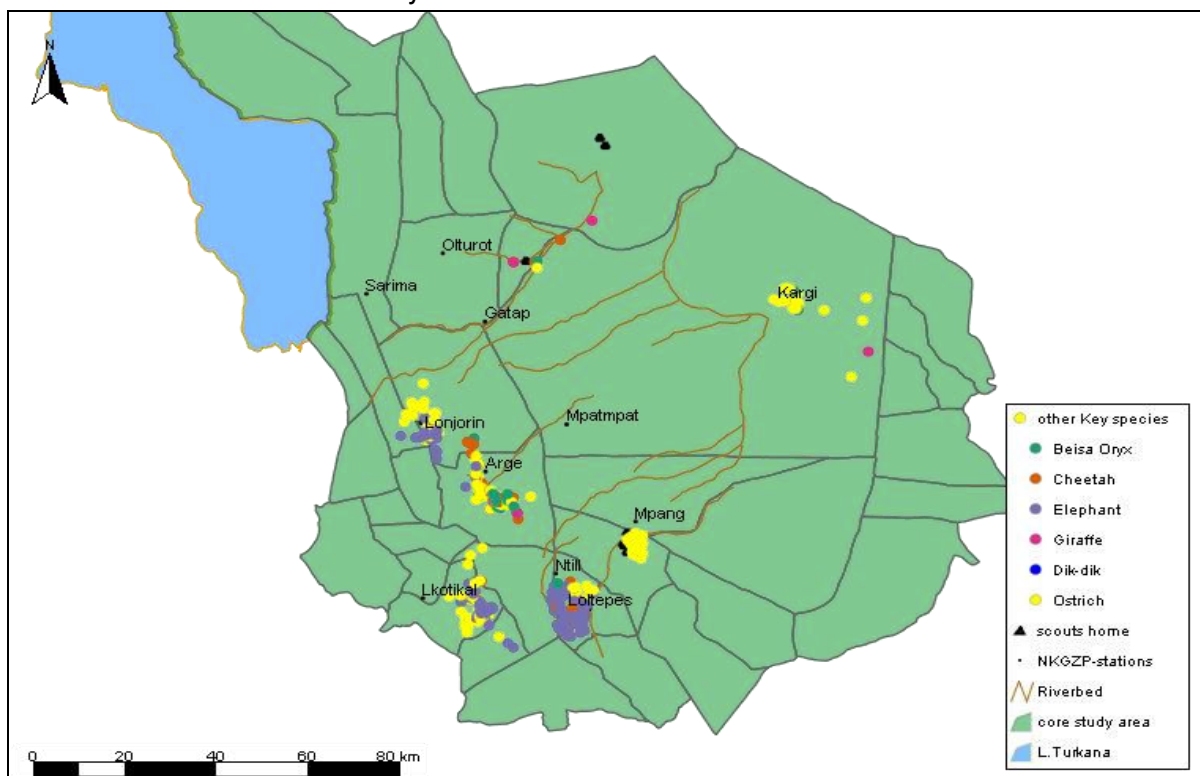 N
Olturot
Sarima
Kargi
Gatap
Lonjorin
Mpatmpat
Arge
Mpang
Ntill
Lkotikal
Loltepes
other Key species
Beisa Oryx
Cheetah
Elephant
Giraffe
Dik-dik
Ostrich
scouts home
NKGZP-stations
Riverbed
core study area
L.Turkana
0 20 40 60 80 km